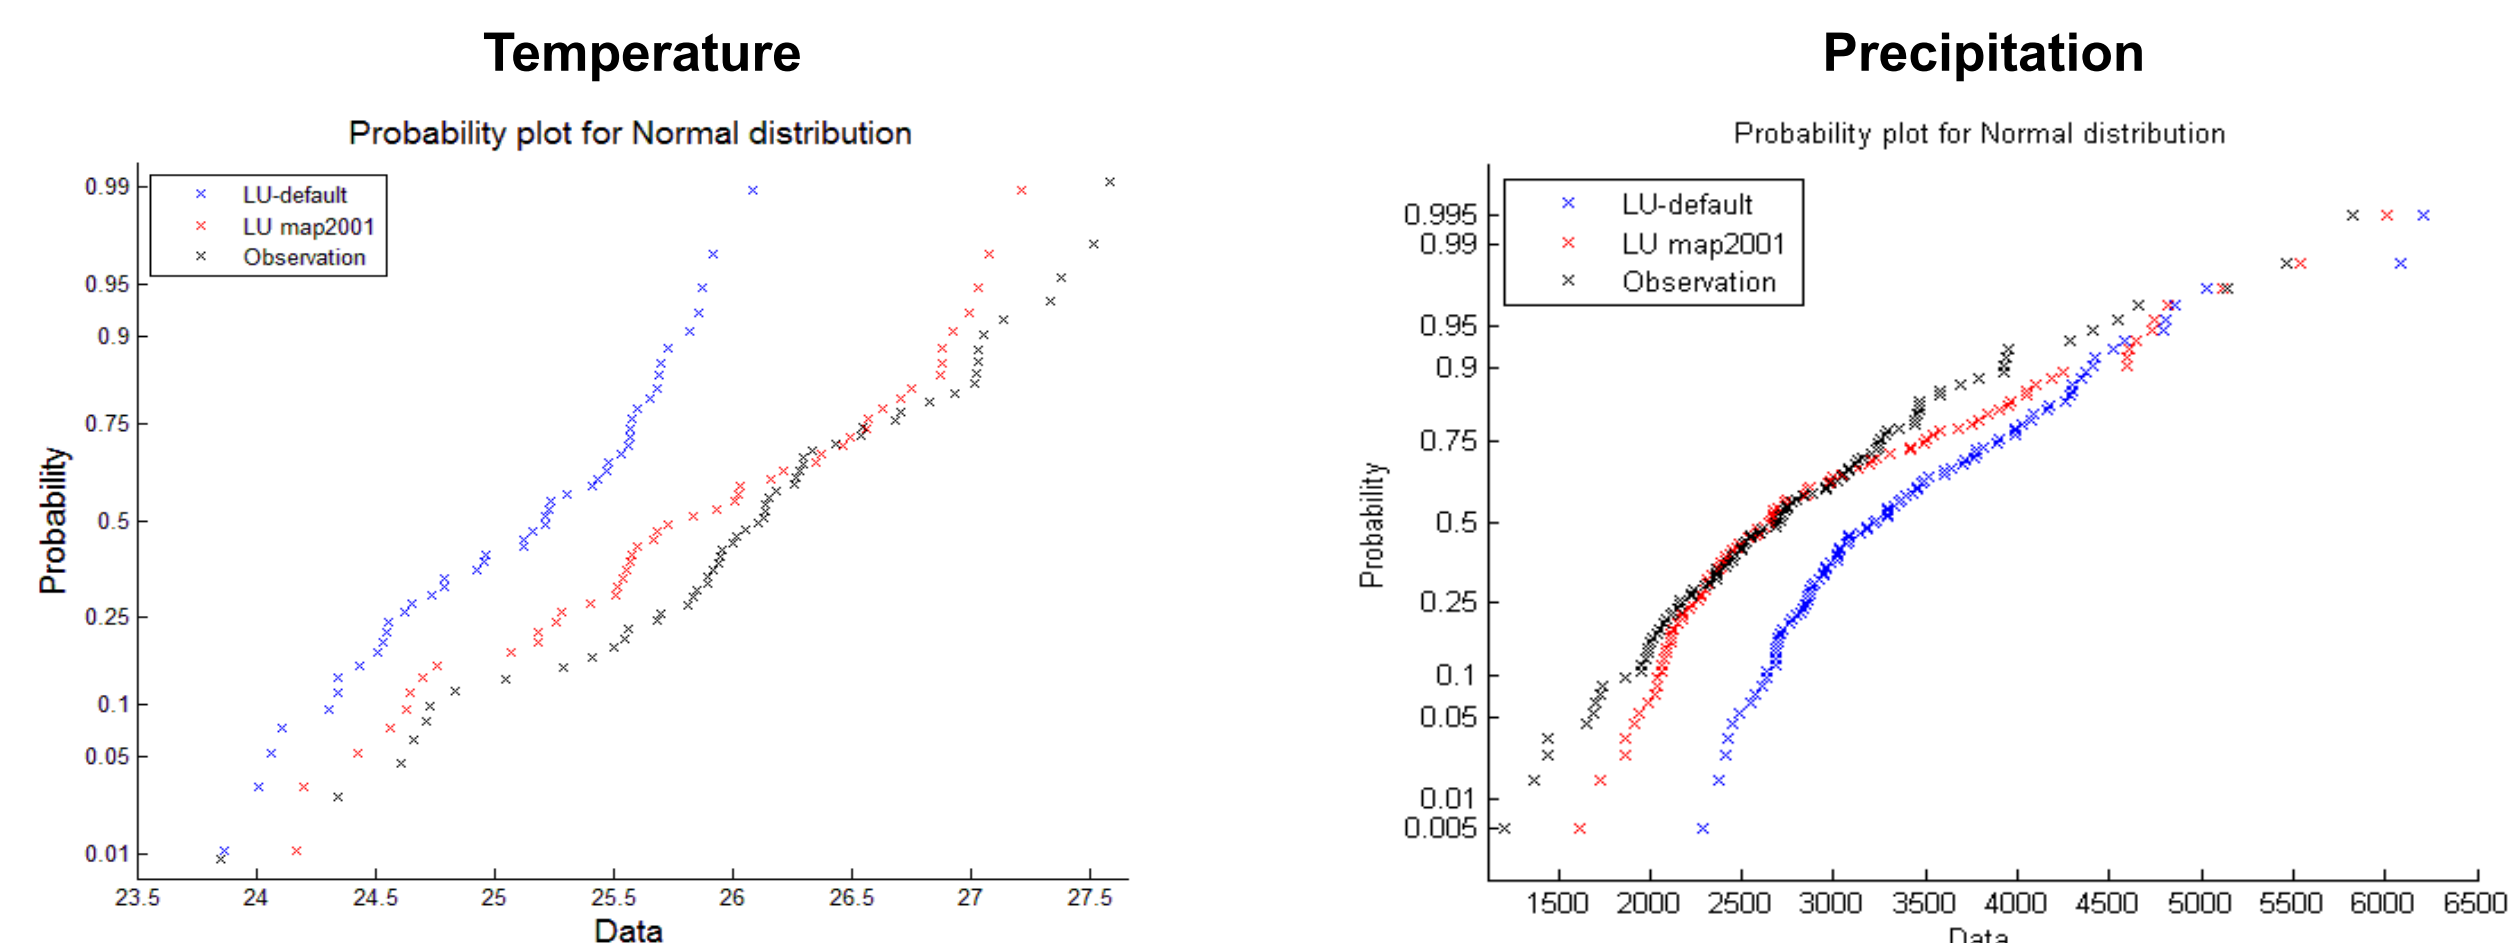 Temperature
Probability plot for Normal distribution
LU-default
LU map2001
Observation
0.99
0.95
0.9
0.75
0.5
0.25
0.1
0.05
0.01
Probability
23.5 24 24.5 25 25.5 26 26.5 27 27.5
Data
Precipitation
Probability plot for Normal distribution
LU-default
LU map2001
Observation
0.995
0.99
0.95
0.9
0.75
0.5
0.25
0.1
0.05
0.01
0.005
Probability
1500 2000 2500 3000 3500 4000 4500 5000 5500 6000 6500
Data